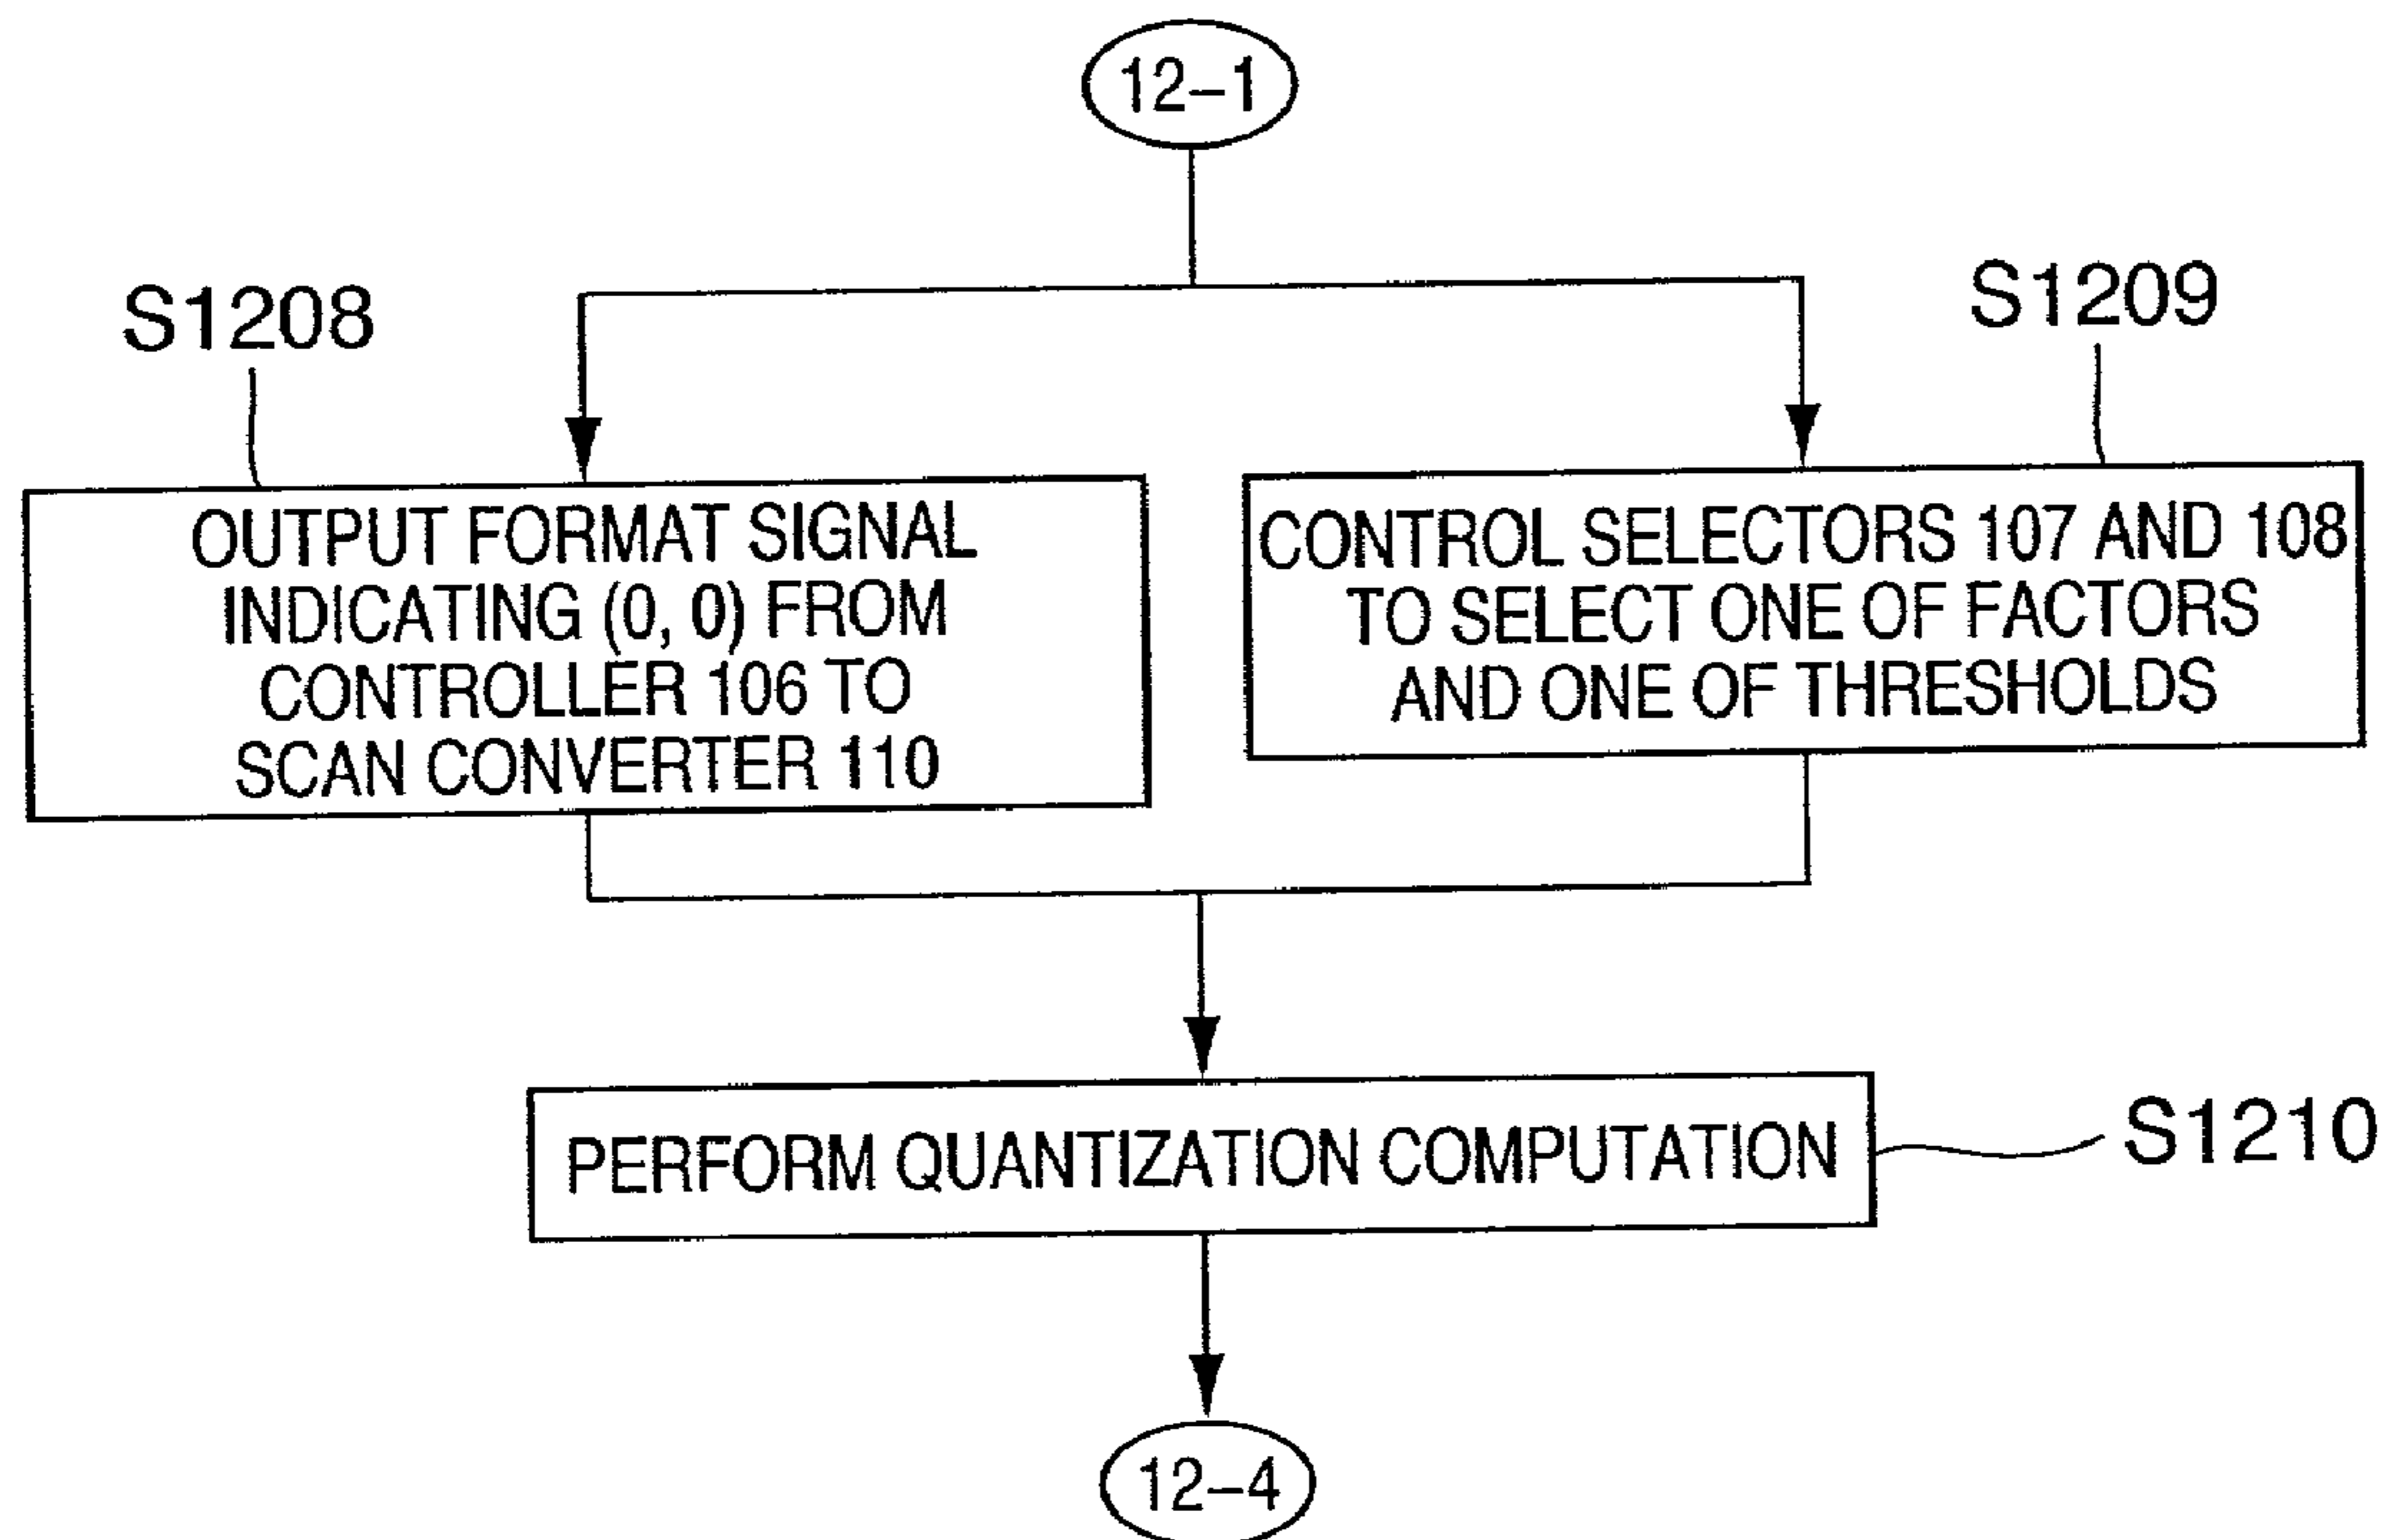 12-1
S1208
S1209
OUTPUT FORMAT SIGNAL
INDICATING (0, 0) FROM
CONTROLLER 106 TO
SCAN CONVERTER 110
CONTROL SELECTORS 107 AND 108
TO SELECT ONE OF FACTORS
AND ONE OF THRESHOLDS
PERFORM QUANTIZATION COMPUTATION
S1210
12-4